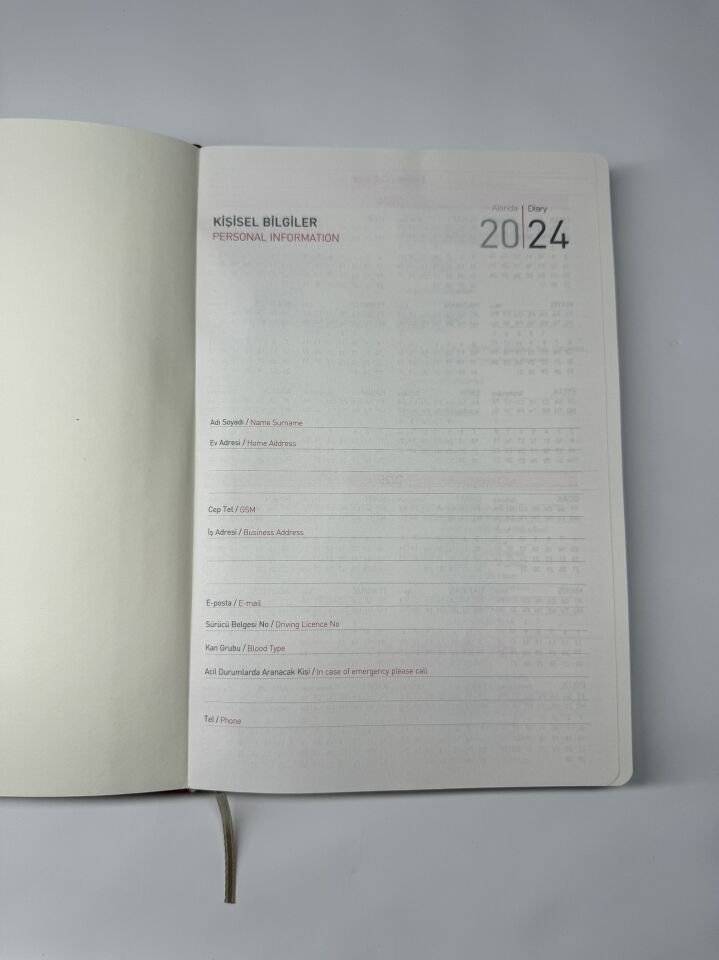 KİŞİSEL BİLGİLER
PERSONAL INFORMATION
Ajanda | Diary
20|24
Adı Soyadı / Name Surname
Ev Adresi / Home Address
Cep Tel / GSM
İş Adresi / Business Address
E-posta / E-mail
Sürücü Belgesi No / Driving Licence No
Kan Grubu / Blood Type
Acil Durumlarda Aranacak Kişi / In case of emergency please call
Tel / Phone